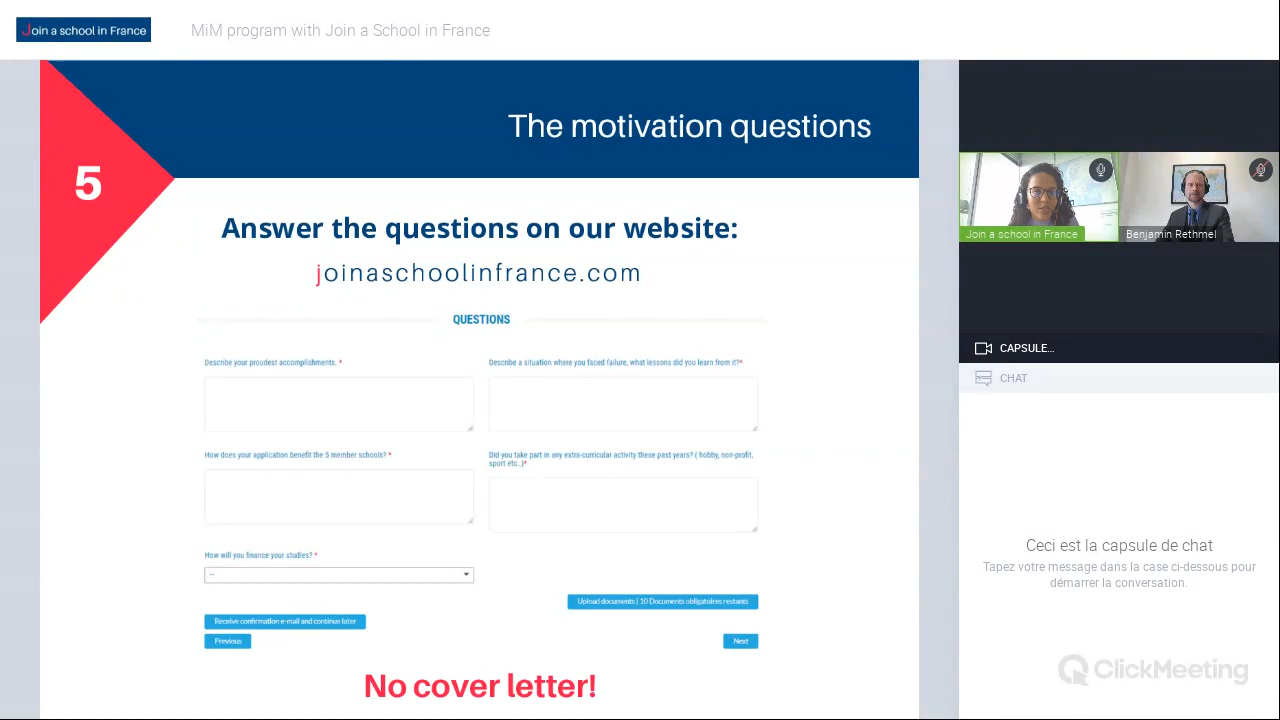 Join a school in France
MiM program with Join a School in France
The motivation questions
5
Answer the questions on our website:
joinaschoolinfrance.com
QUESTIONS
Describe your proudest accomplishments. *
Describe a situation where you faced failure, what lessons did you learn from it?*
How does your application benefit the 5 member schools? *
Did you take part in any extra-curricular activity these past years? ( hobby, non-profit,
sport etc..)*
How will you finance your studies? *
--
Upload documents | 10 Documents obligatoires restants
Receive confirmation e-mail and continue later
Previous
Next
No cover letter!
Join a school in France
Benjamin Rethmel
CAPSULE...
CHAT
Ceci est la capsule de chat
Tapez votre message dans la case ci-dessous pour
démarrer la conversation.
ClickMeeting